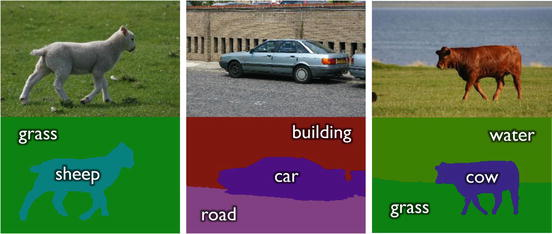 grass
sheep
building
car
road
water
cow
grass